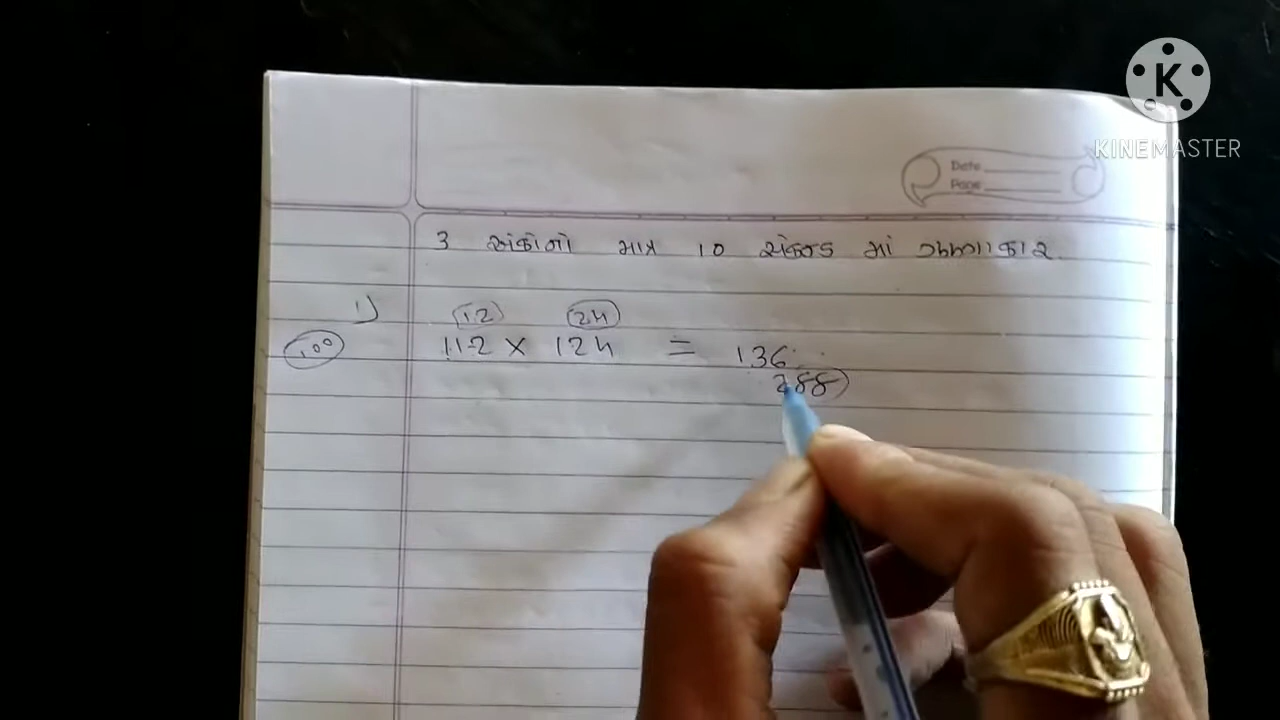 KINEMASTER
Date
Page
3 અંકોનો માત્ર 10 સેકન્ડ માં ગુણાકાર.
1)
12 24
100 112 × 124 = 136
288